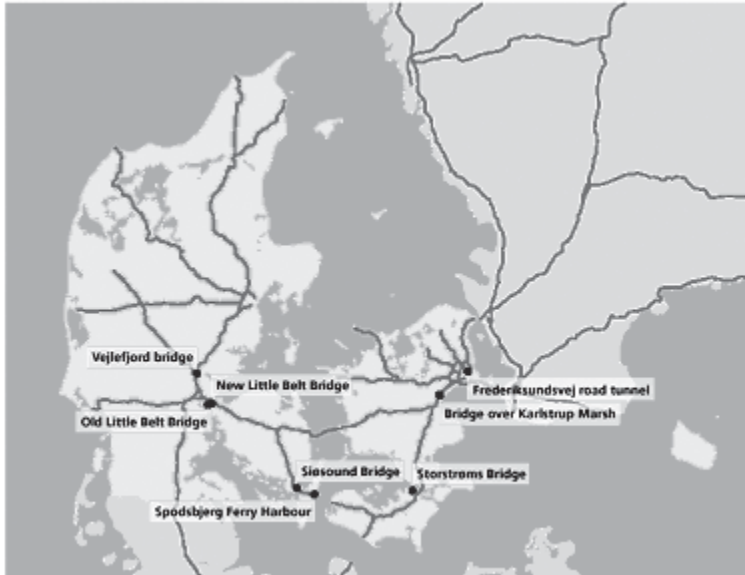 Vejlefjord bridge
New Little Belt Bridge
Old Little Belt Bridge
Frederiksundsvej road tunnel
Bridge over Karlstrup Marsh
Siøsound Bridge
Storstrøms Bridge
Spodsbjerg Ferry Harbour